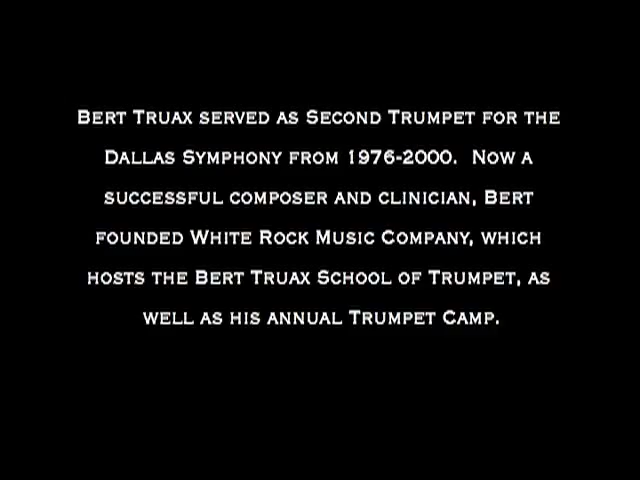 Bert Truax served as Second Trumpet for the
Dallas Symphony from 1976-2000.  Now a
successful composer and clinician, Bert
founded White Rock Music Company, which
hosts the Bert Truax School of Trumpet, as
well as his annual Trumpet Camp.